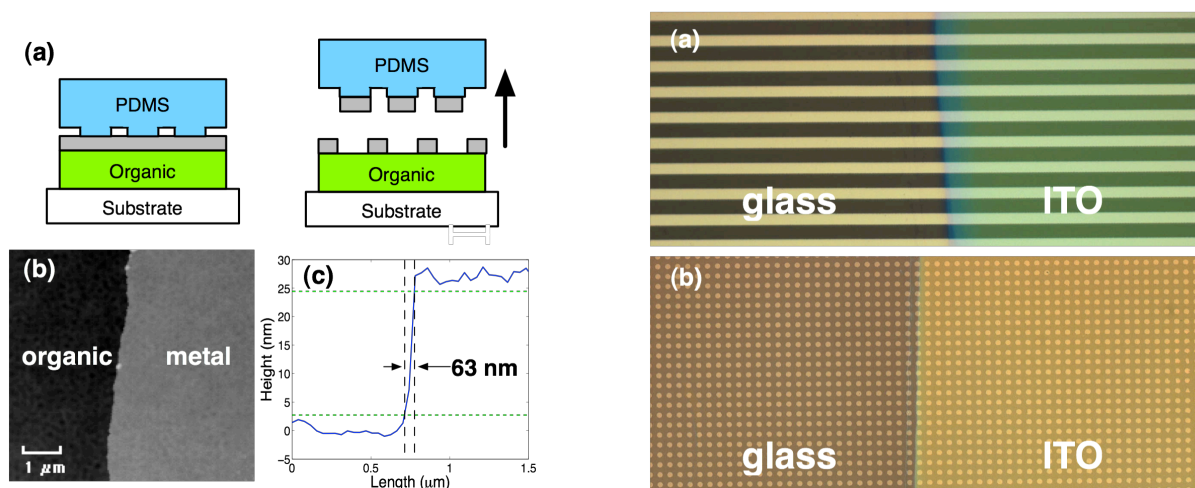 (a)
PDMS
Organic
Substrate
PDMS
Organic
Substrate
(b)
organic
metal
1 μm
(c)
Height (nm)
30
25
20
15
10
5
0
-5
63 nm
0
0.5
1
1.5
Length (μm)
(a)
glass
ITO
(b)
glass
ITO